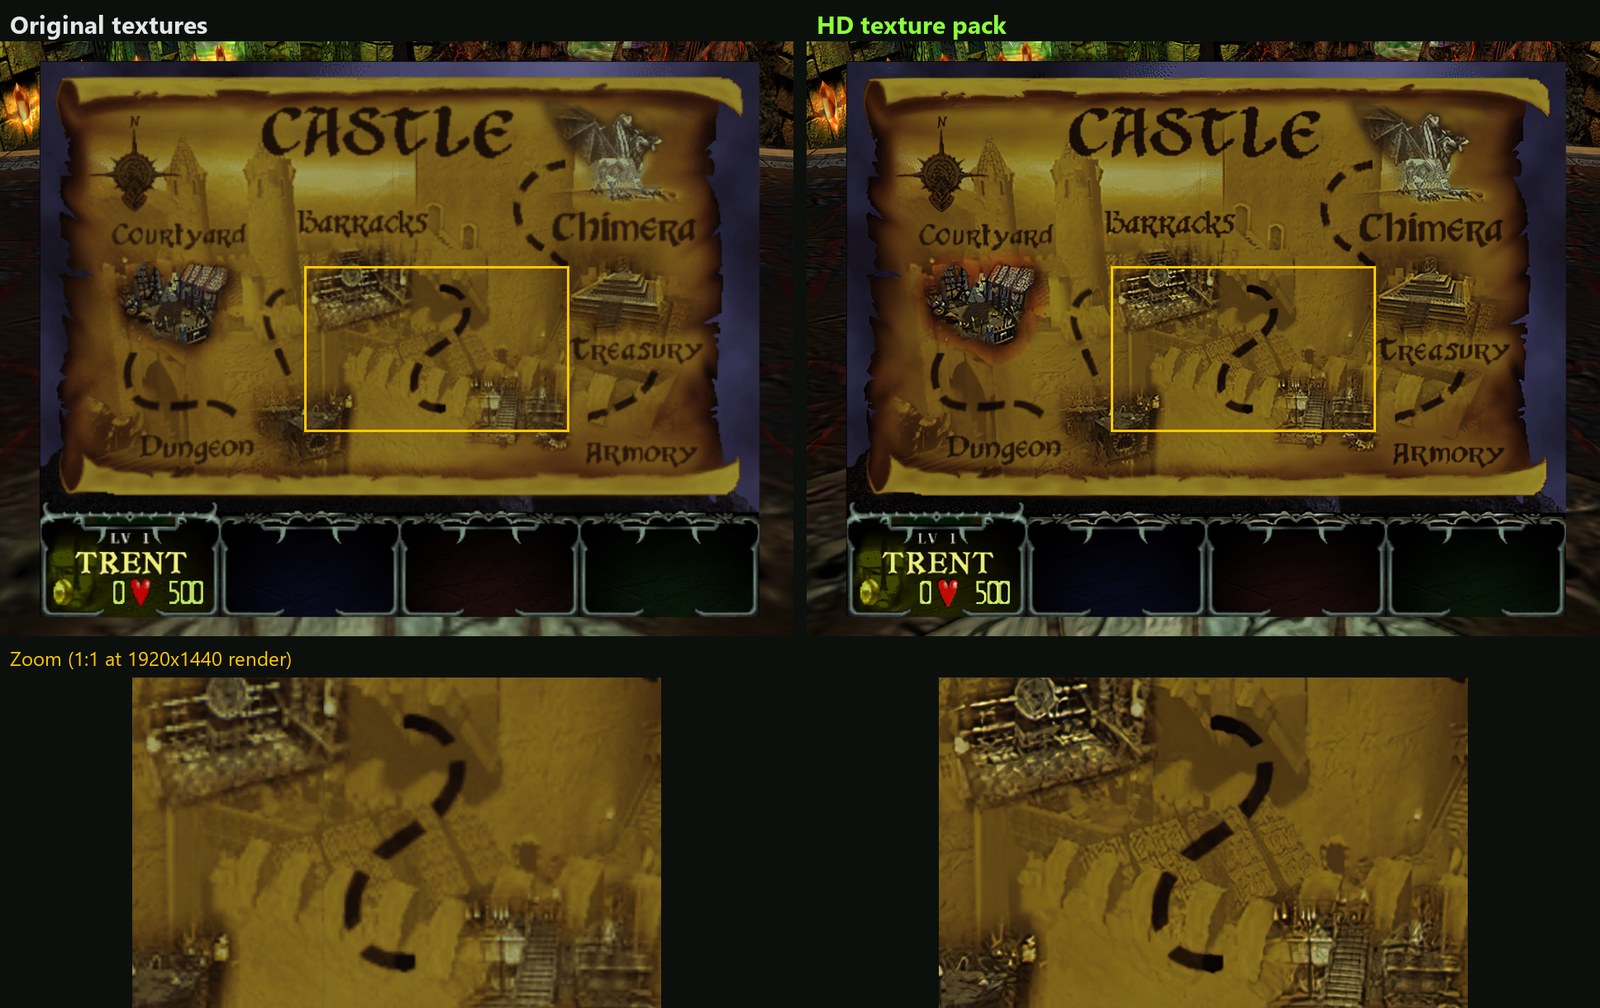 Original textures
HD texture pack
N
CASTLE
Courtyard
Barracks
Chimera
Treasury
Dungeon
Armory
LV 1
TRENT
0 500
N
CASTLE
Courtyard
Barracks
Chimera
Treasury
Dungeon
Armory
LV 1
TRENT
0 500
Zoom (1:1 at 1920x1440 render)